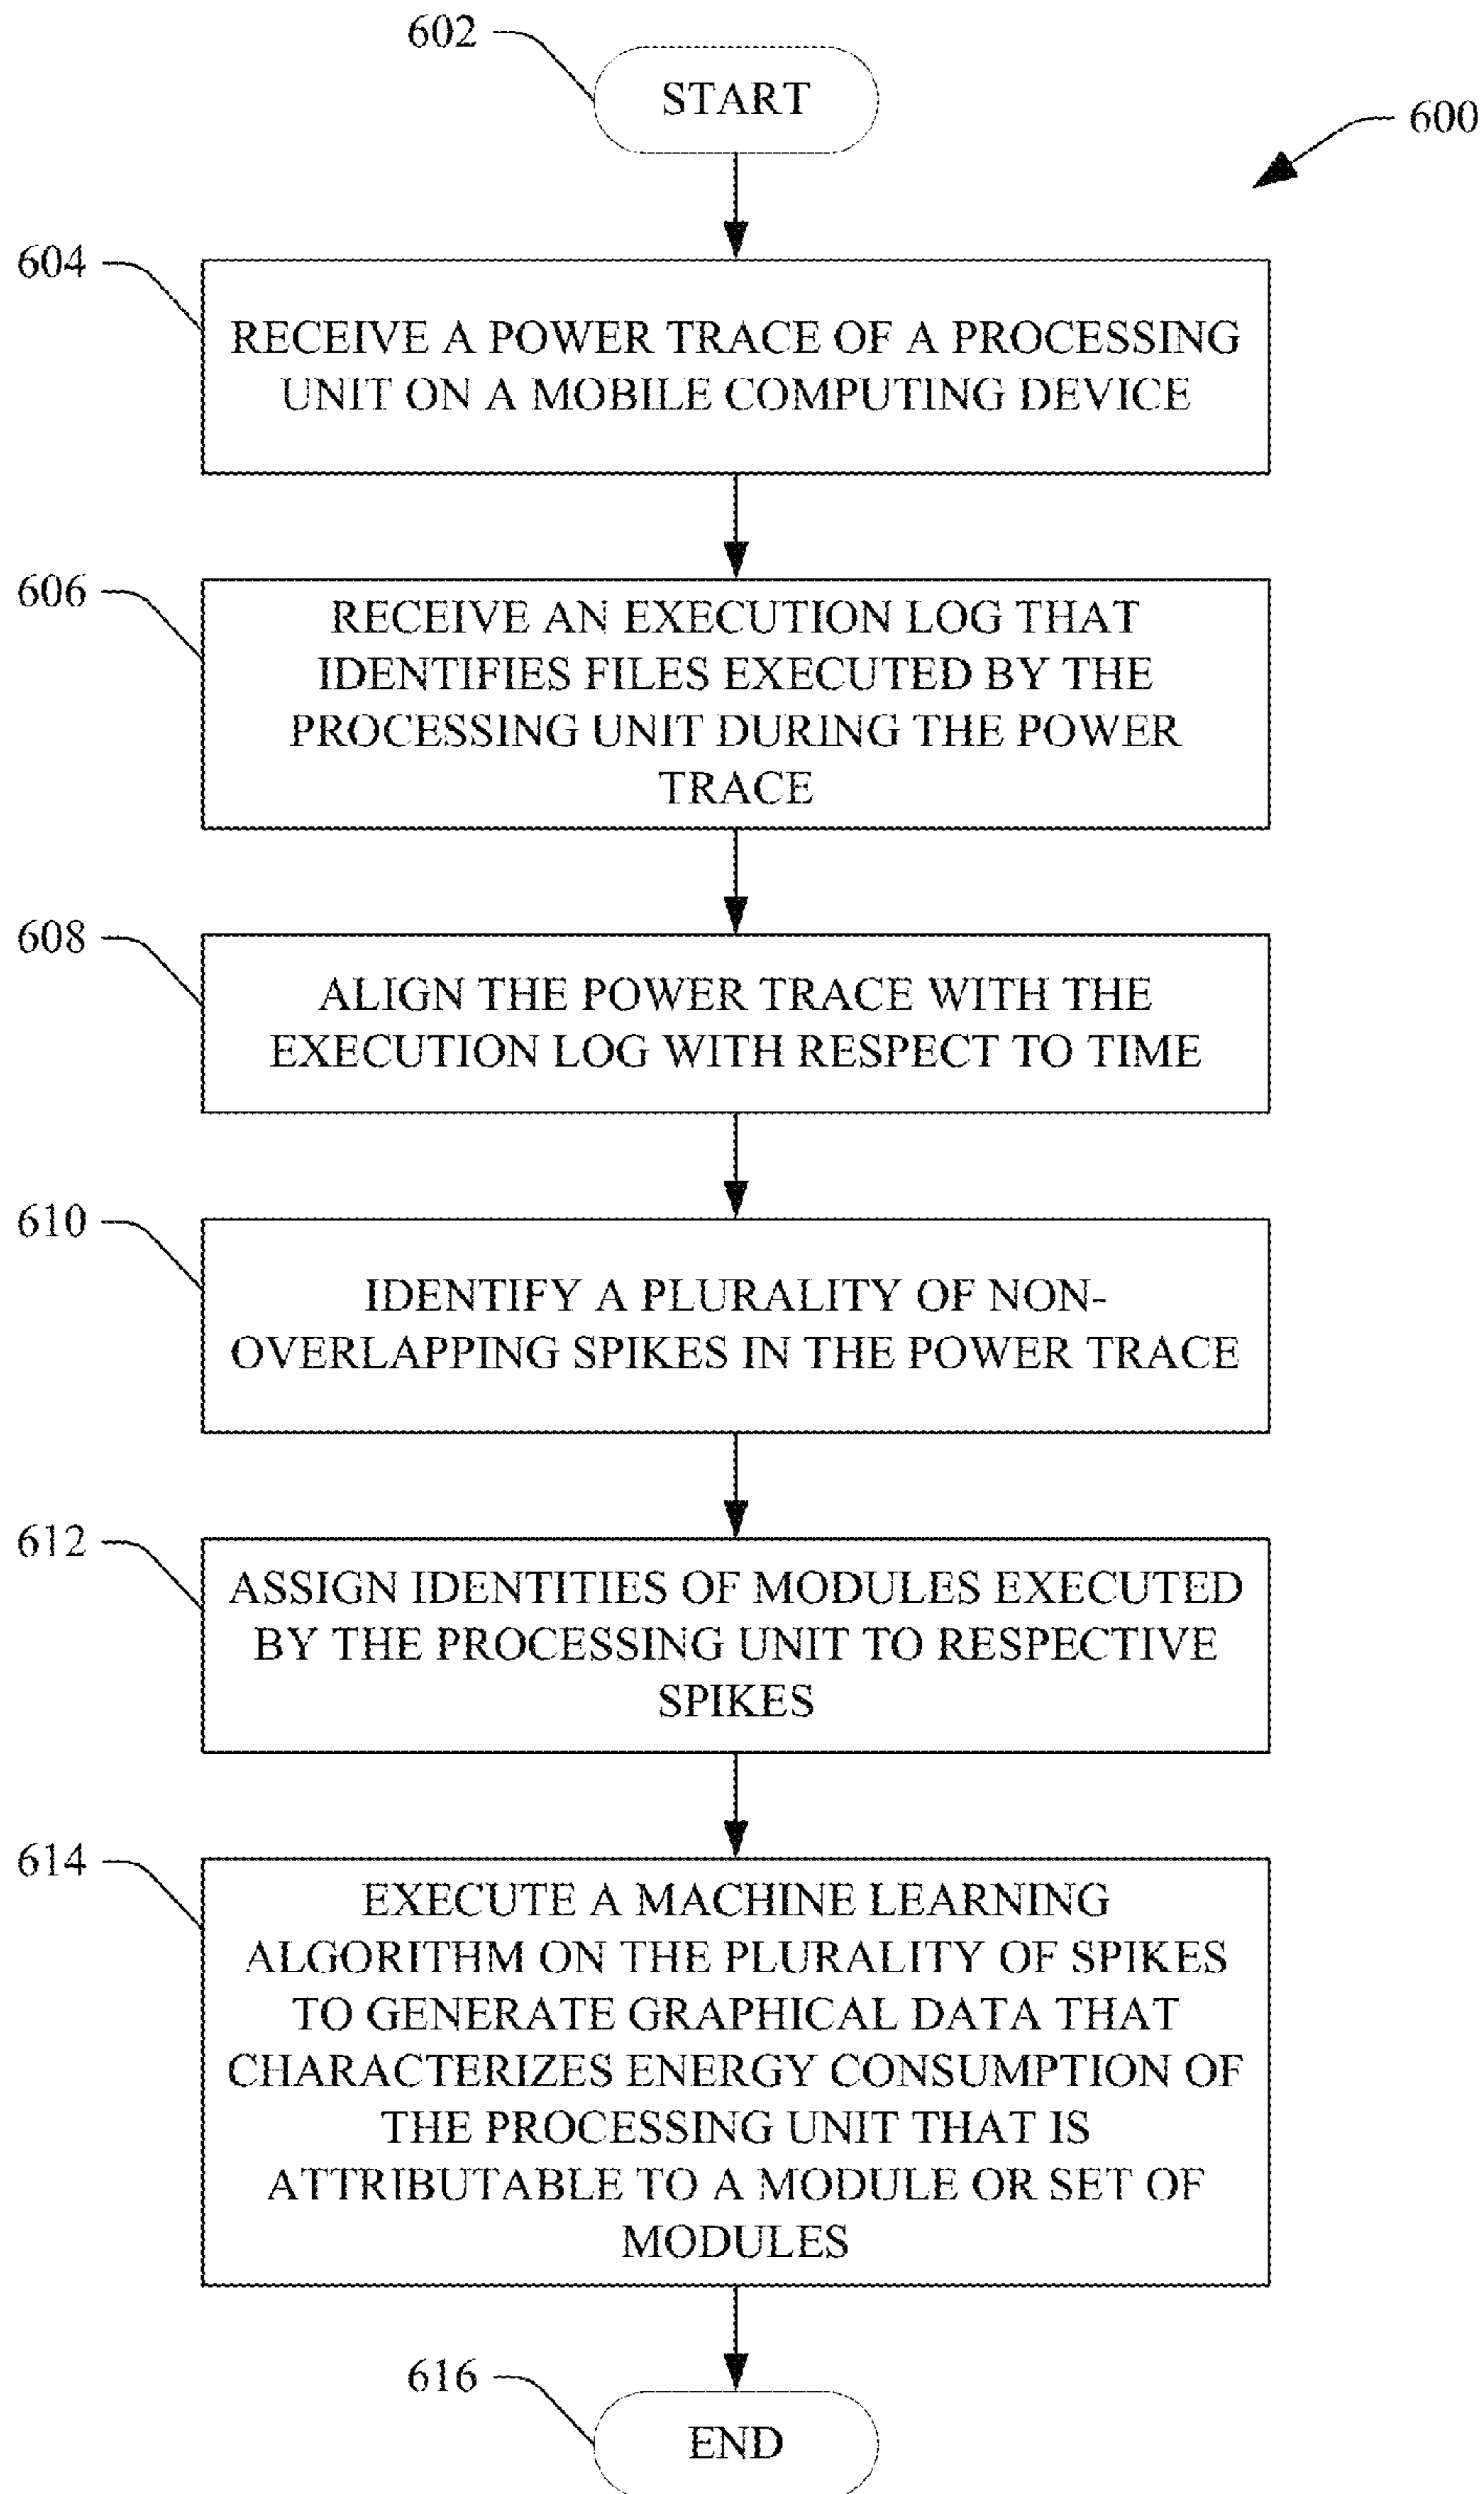 602
START
600
604
RECEIVE A POWER TRACE OF A PROCESSING
UNIT ON A MOBILE COMPUTING DEVICE
606
RECEIVE AN EXECUTION LOG THAT
IDENTIFIES FILES EXECUTED BY THE
PROCESSING UNIT DURING THE POWER
TRACE
608
ALIGN THE POWER TRACE WITH THE
EXECUTION LOG WITH RESPECT TO TIME
610
IDENTIFY A PLURALITY OF NON-
OVERLAPPING SPIKES IN THE POWER TRACE
612
ASSIGN IDENTITIES OF MODULES EXECUTED
BY THE PROCESSING UNIT TO RESPECTIVE
SPIKES
614
EXECUTE A MACHINE LEARNING
ALGORITHM ON THE PLURALITY OF SPIKES
TO GENERATE GRAPHICAL DATA THAT
CHARACTERIZES ENERGY CONSUMPTION OF
THE PROCESSING UNIT THAT IS
ATTRIBUTABLE TO A MODULE OR SET OF
MODULES
616
END